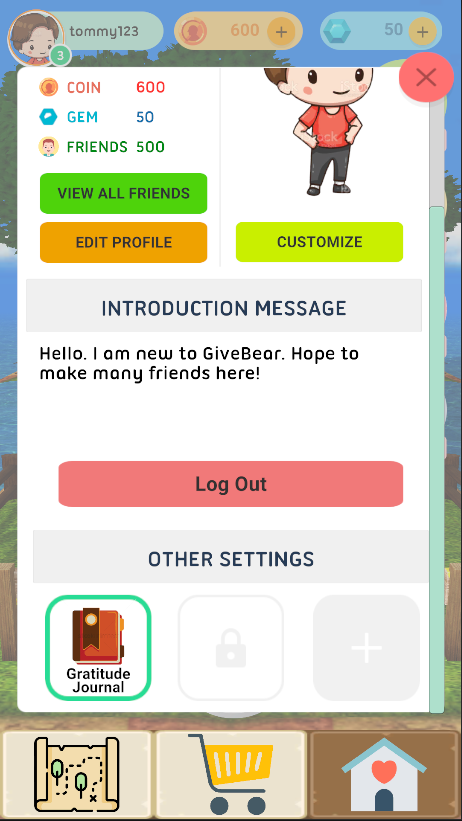 tommy123
600
50
3
COIN 600
GEM 50
FRIENDS 500
VIEW ALL FRIENDS
EDIT PROFILE
CUSTOMIZE
INTRODUCTION MESSAGE
Hello. I am new to GiveBear. Hope to
make many friends here!
Log Out
OTHER SETTINGS
Gratitude
Journal